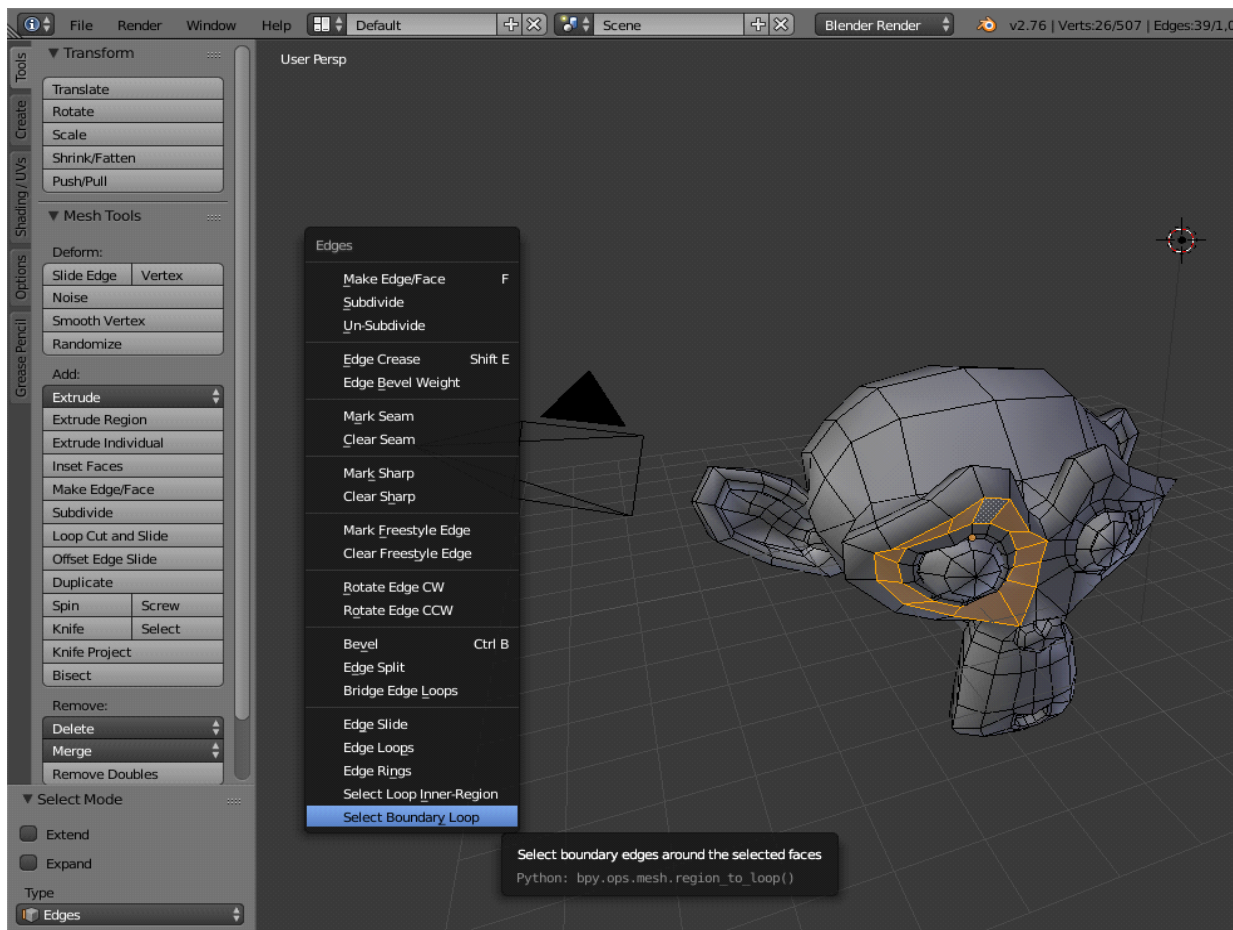 File Render Window Help Default Scene Blender Render v2.76 | Verts:26/507 | Edges:39/1,0
Tools
Create
Shading / UVs
Options
Grease Pencil
Transform
Translate
Rotate
Scale
Shrink/Fatten
Push/Pull
Mesh Tools
Deform:
Slide Edge Vertex
Noise
Smooth Vertex
Randomize
Add:
Extrude
Extrude Region
Extrude Individual
Inset Faces
Make Edge/Face
Subdivide
Loop Cut and Slide
Offset Edge Slide
Duplicate
Spin Screw
Knife Select
Knife Project
Bisect
Remove:
Delete
Merge
Remove Doubles
Select Mode
Extend
Expand
Type
Edges
User Persp
Edges
Make Edge/Face F
Subdivide
Un-Subdivide
Edge Crease Shift E
Edge Bevel Weight
Mark Seam
Clear Seam
Mark Sharp
Clear Sharp
Mark Freestyle Edge
Clear Freestyle Edge
Rotate Edge CW
Rotate Edge CCW
Bevel Ctrl B
Edge Split
Bridge Edge Loops
Edge Slide
Edge Loops
Edge Rings
Select Loop Inner-Region
Select Boundary Loop
Select boundary edges around the selected faces
Python: bpy.ops.mesh.region_to_loop()